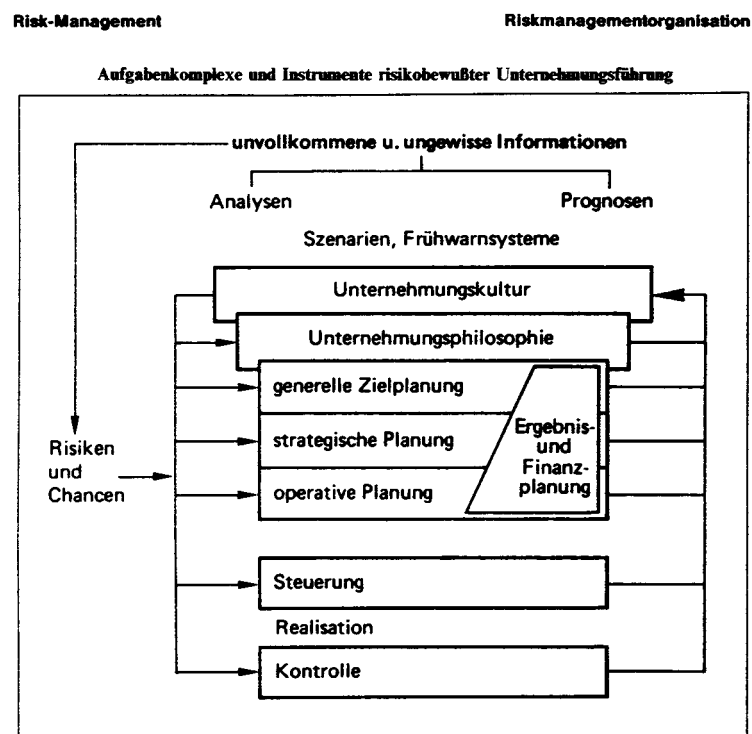 Risk-Management
Riskmanagementorganisation
Aufgabenkomplexe und Instrumente risikobewußter Unternehmungsführung
unvollkommene u. ungewisse Informationen
Analysen
Prognosen
Szenarien, Frühwarnsysteme
Unternehmungskultur
Unternehmungsphilosophie
generelle Zielplanung
strategische Planung
operative Planung
Ergebnis-
und
Finanz-
planung
Risiken
und
Chancen
Steuerung
Realisation
Kontrolle